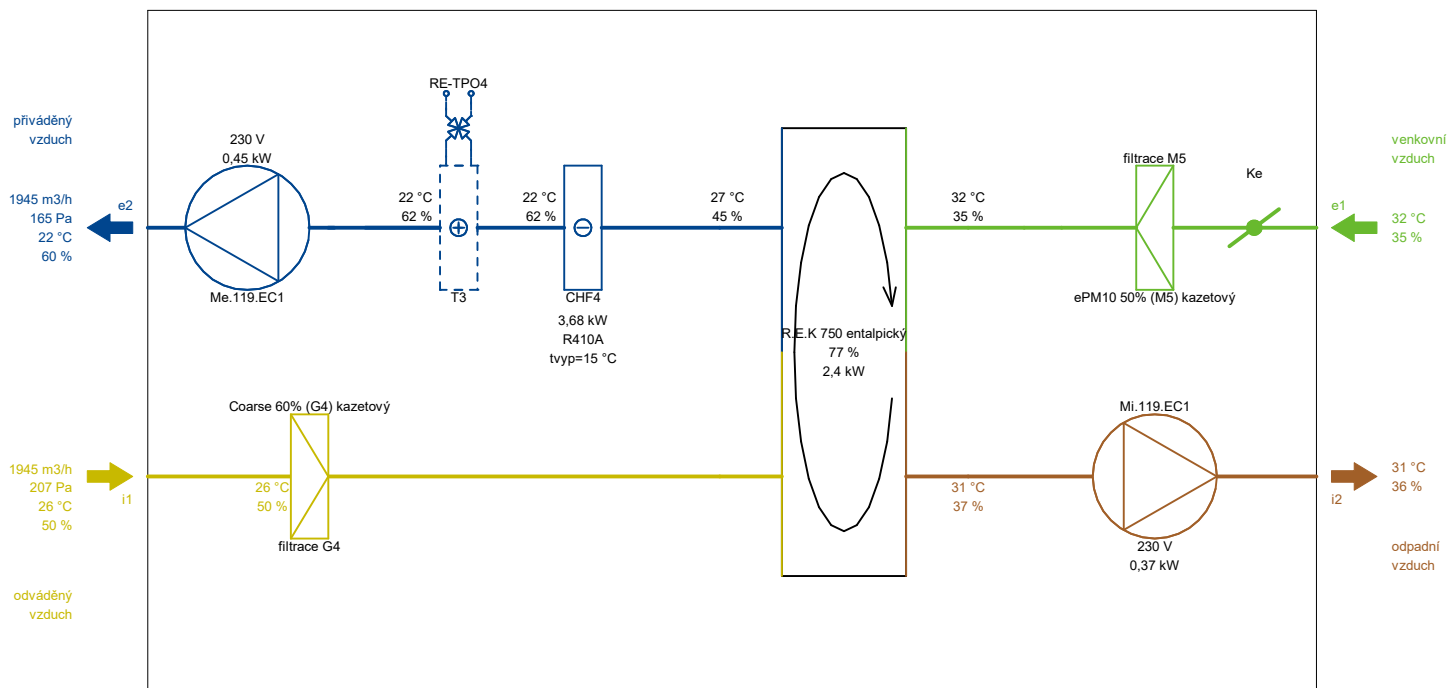 RE-TPO4
přiváděný
vzduch
230 V
0,45 kW
venkovní
vzduch
filtrace M5
Ke
1945 m3/h
165 Pa
22 °C
60 %
e2
22 °C
62 %
22 °C
62 %
27 °C
45 %
32 °C
35 %
e1
32 °C
35 %
Me.119.EC1
T3
CHF4
3,68 kW
R410A
tvyp=15 °C
ePM10 50% (M5) kazetový
R.E.K 750 entalpický
77 %
2,4 kW
Coarse 60% (G4) kazetový
Mi.119.EC1
1945 m3/h
207 Pa
26 °C
50 %
i1
26 °C
50 %
31 °C
37 %
31 °C
36 %
i2
filtrace G4
230 V
0,37 kW
odpadní
vzduch
odváděný
vzduch